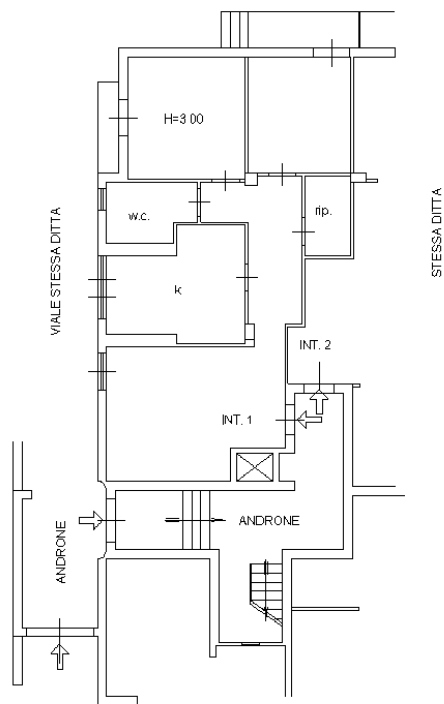 H=3.00
w.c.
rip.
VIALE STESSA DITTA
STESSA DITTA
k
INT. 2
INT. 1
ANDRONE
ANDRONE